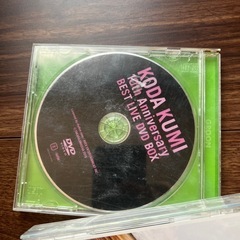 KODA KUMI
10th Anniversary
BEST LIVE DVD BOX
DVD